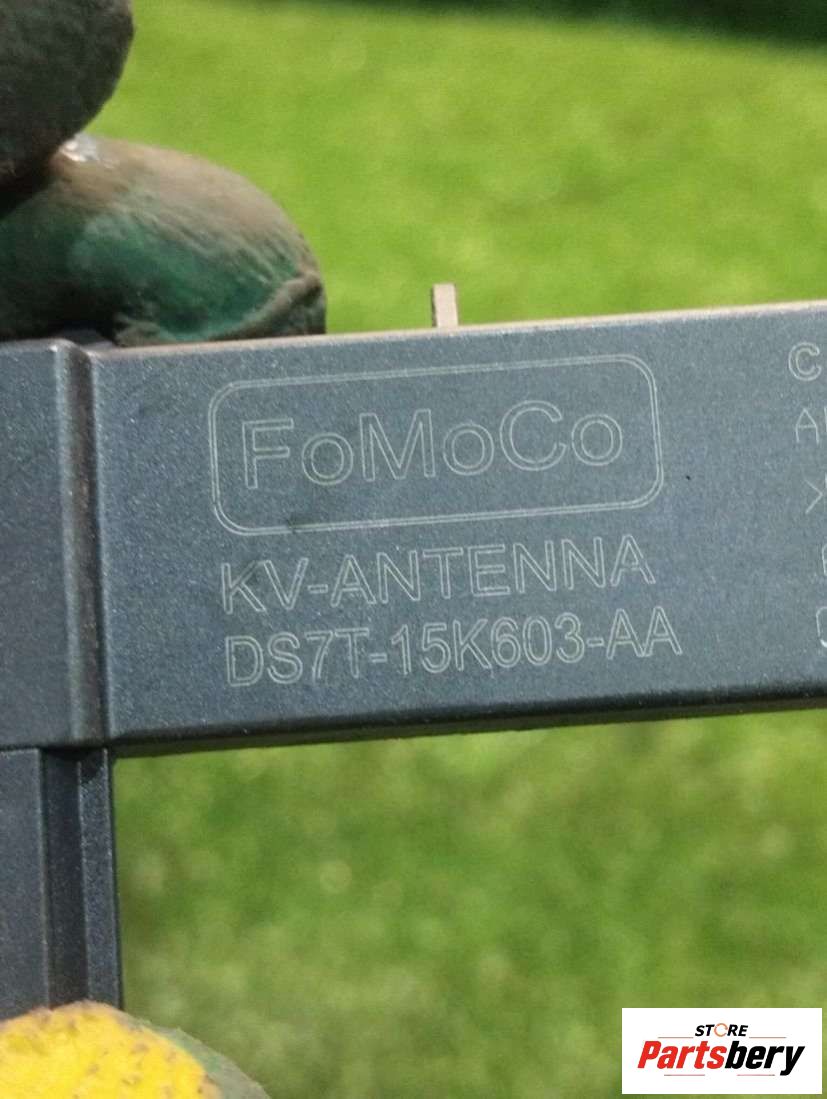 FoMoCo
KV-ANTENNA
DS7T-15K603-AA
STORE
Partsbery